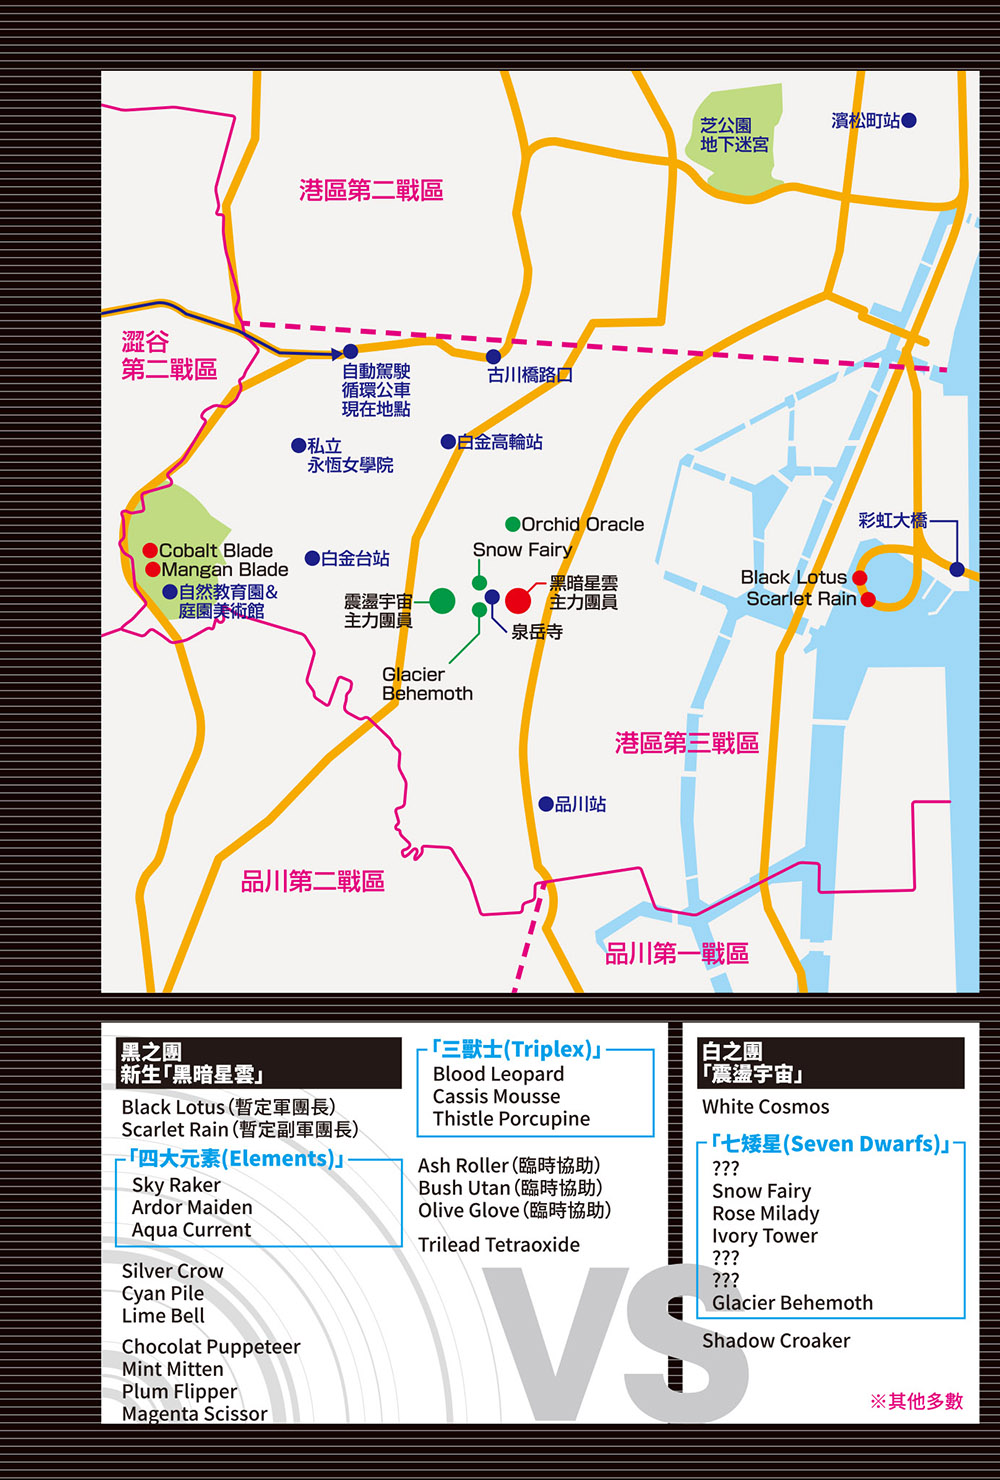 芝公園
地下迷宮
濱松町站
港區第二戰區
澀谷
第二戰區
自動駕駛
循環公車
現在地點
古川橋路口
私立
永恆女學院
白金高輪站
Orchid Oracle
彩虹大橋
Cobalt Blade
Mangan Blade
自然教育園&
庭園美術館
白金台站
Snow Fairy
震盪宇宙
主力團員
黑暗星雲
主力團員
泉岳寺
Black Lotus
Scarlet Rain
Glacier
Behemoth
港區第三戰區
品川站
品川第二戰區
品川第一戰區
黑之團
新生「黑暗星雲」
Black Lotus（暫定軍團長）
Scarlet Rain（暫定副軍團長）
「四大元素(Elements)」
Sky Raker
Ardor Maiden
Aqua Current
Silver Crow
Cyan Pile
Lime Bell
Chocolat Puppeteer
Mint Mitten
Plum Flipper
Magenta Scissor
「三獸士(Triplex)」
Blood Leopard
Cassis Mousse
Thistle Porcupine
Ash Roller（臨時協助）
Bush Utan（臨時協助）
Olive Glove（臨時協助）
Trilead Tetraoxide
VS
白之團
「震盪宇宙」
White Cosmos
「七矮星(Seven Dwarfs)」
???
Snow Fairy
Rose Milady
Ivory Tower
???
???
Glacier Behemoth
Shadow Croaker
※其他多數